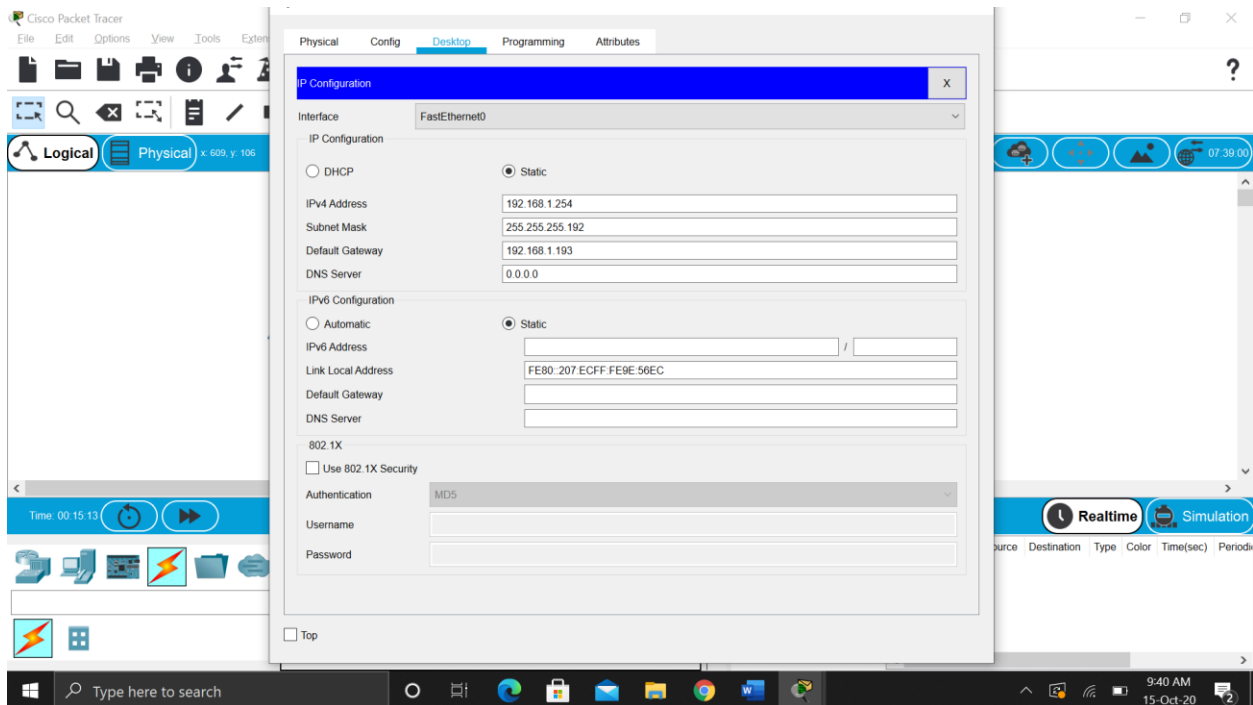 Cisco Packet Tracer
File Edit Options View Tools
Physical Config Desktop Programming Attributes
IP Configuration X
Interface FastEthernet0
IP Configuration
DHCP Static
IPv4 Address 192.168.1.254
Subnet Mask 255.255.255.192
Default Gateway 192.168.1.193
DNS Server 0.0.0.0
IPv6 Configuration
Automatic Static
IPv6 Address /
Link Local Address FE80::207:ECFF:FE9E:56EC
Default Gateway
DNS Server
802.1X
Use 802.1X Security
Authentication MD5
Username
Password
Top
Logical Physical x: 609, y: 106
07:39:00
Time: 00:15:13
Realtime Simulation
Destination Type Color Time(sec)
Type here to search
9:40 AM
15-Oct-20
2